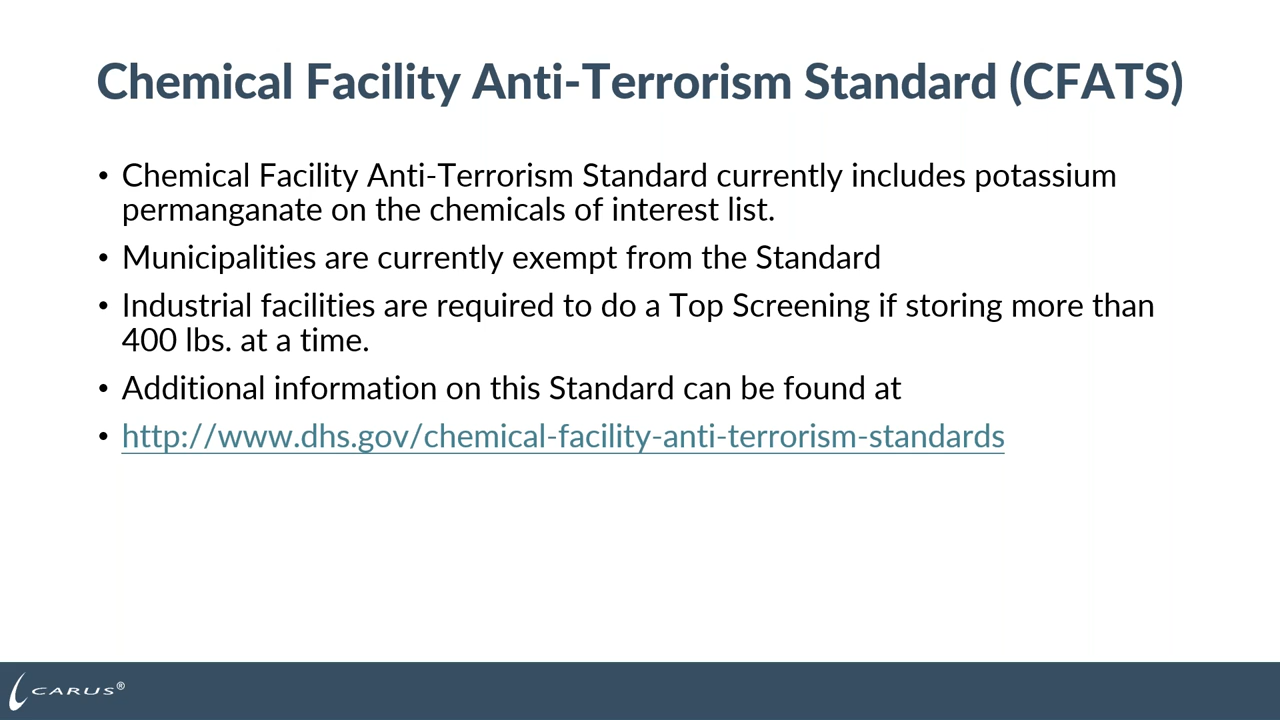 Chemical Facility Anti-Terrorism Standard (CFATS)
• Chemical Facility Anti-Terrorism Standard currently includes potassium
permanganate on the chemicals of interest list.
• Municipalities are currently exempt from the Standard
• Industrial facilities are required to do a Top Screening if storing more than
400 lbs. at a time.
• Additional information on this Standard can be found at
• http://www.dhs.gov/chemical-facility-anti-terrorism-standards
CARUS®